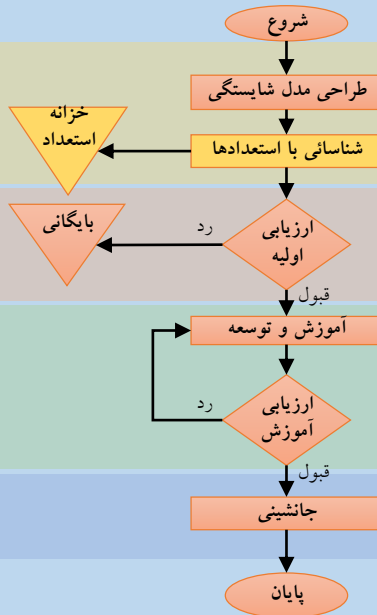 شروع
طراحی مدل شایستگی
خزانه
استعداد
شناسائی با استعدادها
ارزیابی
اولیه
رد
بایگانی
قبول
آموزش و توسعه
ارزیابی
آموزش
رد
قبول
جانشینی
پایان